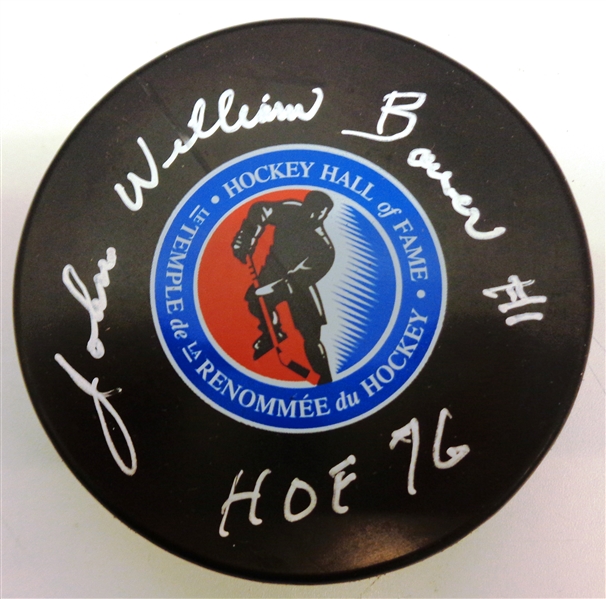 John William Bower #1
HOCKEY HALL of FAME •
LE TEMPLE de LA RENOMMÉE du HOCKEY •
HOF 76